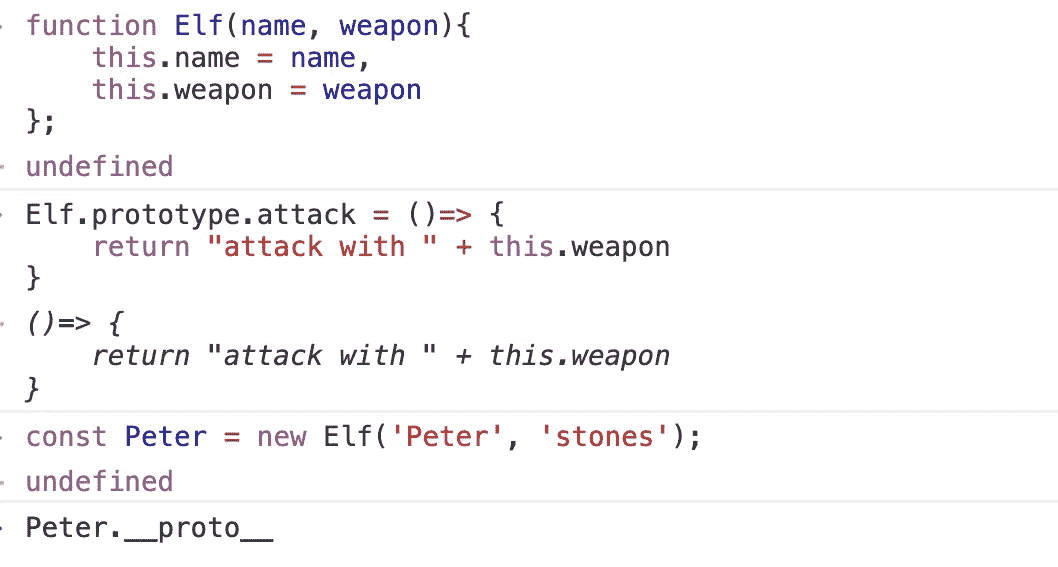 function Elf(name, weapon){
    this.name = name,
    this.weapon = weapon
};
undefined
Elf.prototype.attack = ()=> {
    return "attack with " + this.weapon
}
()=> {
    return "attack with " + this.weapon
}
const Peter = new Elf('Peter', 'stones');
undefined
Peter.__proto__